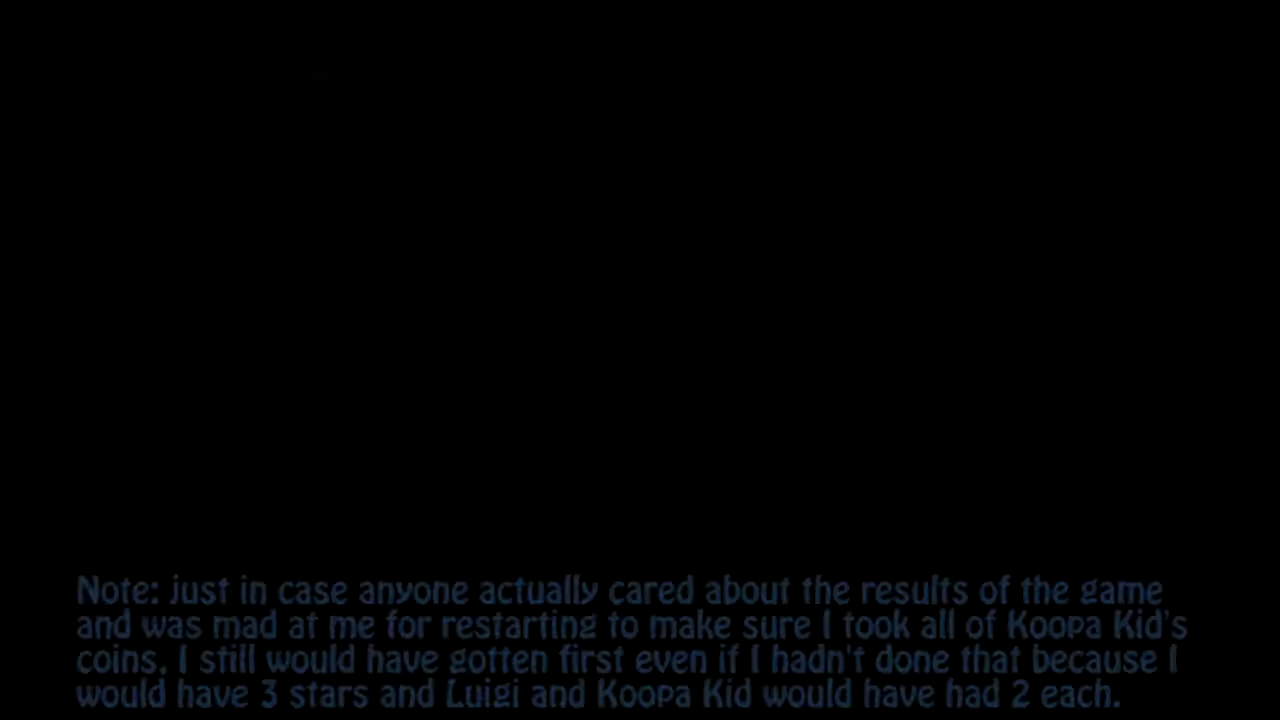 Note: just in case anyone actually cared about the results of the game
and was mad at me for restarting to make sure I took all of Koopa Kid's
coins, I still would have gotten first even if I hadn't done that because I
would have 3 stars and Luigi and Koopa Kid would have had 2 each.